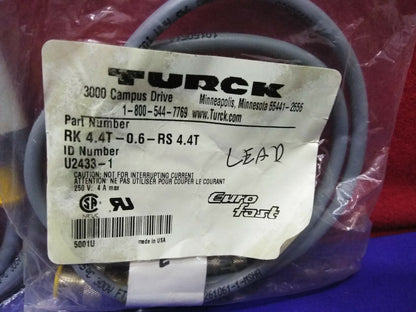 TURCK
3000 Campus Drive Minneapolis, Minnesota 55441-2656
1-800-544-7769 www.Turck.com
Part Number
RK 4.4T-0.6-RS 4.4T
ID Number
U2433-1
LEAD
CAUTION: NOT FOR INTERRUPTING CURRENT
ATTENTION: NE PAS UTILISER POUR COUPER LE COURANT
250 V: 4 A max
euro fast
NFLC
5001U made in USA